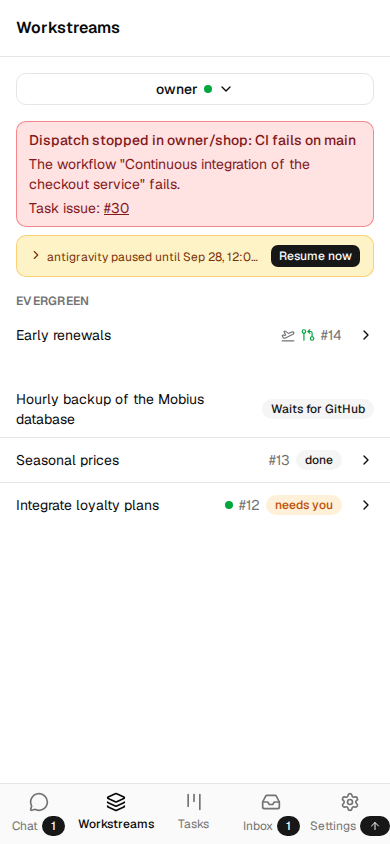 Workstreams
owner
Dispatch stopped in owner/shop: CI fails on main
The workflow "Continuous integration of the
checkout service" fails.
Task issue: #30
antigravity paused until Sep 28, 12:0… Resume now
EVERGREEN
Early renewals #14
Hourly backup of the Mobius
database
Waits for GitHub
Seasonal prices #13 done
Integrate loyalty plans #12 needs you
Chat 1 Workstreams Tasks Inbox 1 Settings ↑